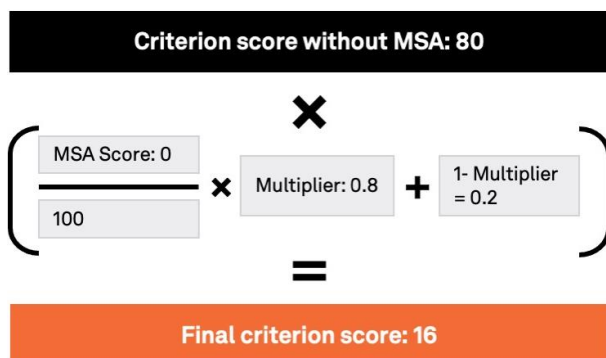 Criterion score without MSA: 80
×
MSA Score: 0
100
×
Multiplier: 0.8
+
1- Multiplier
= 0.2
=
Final criterion score: 16